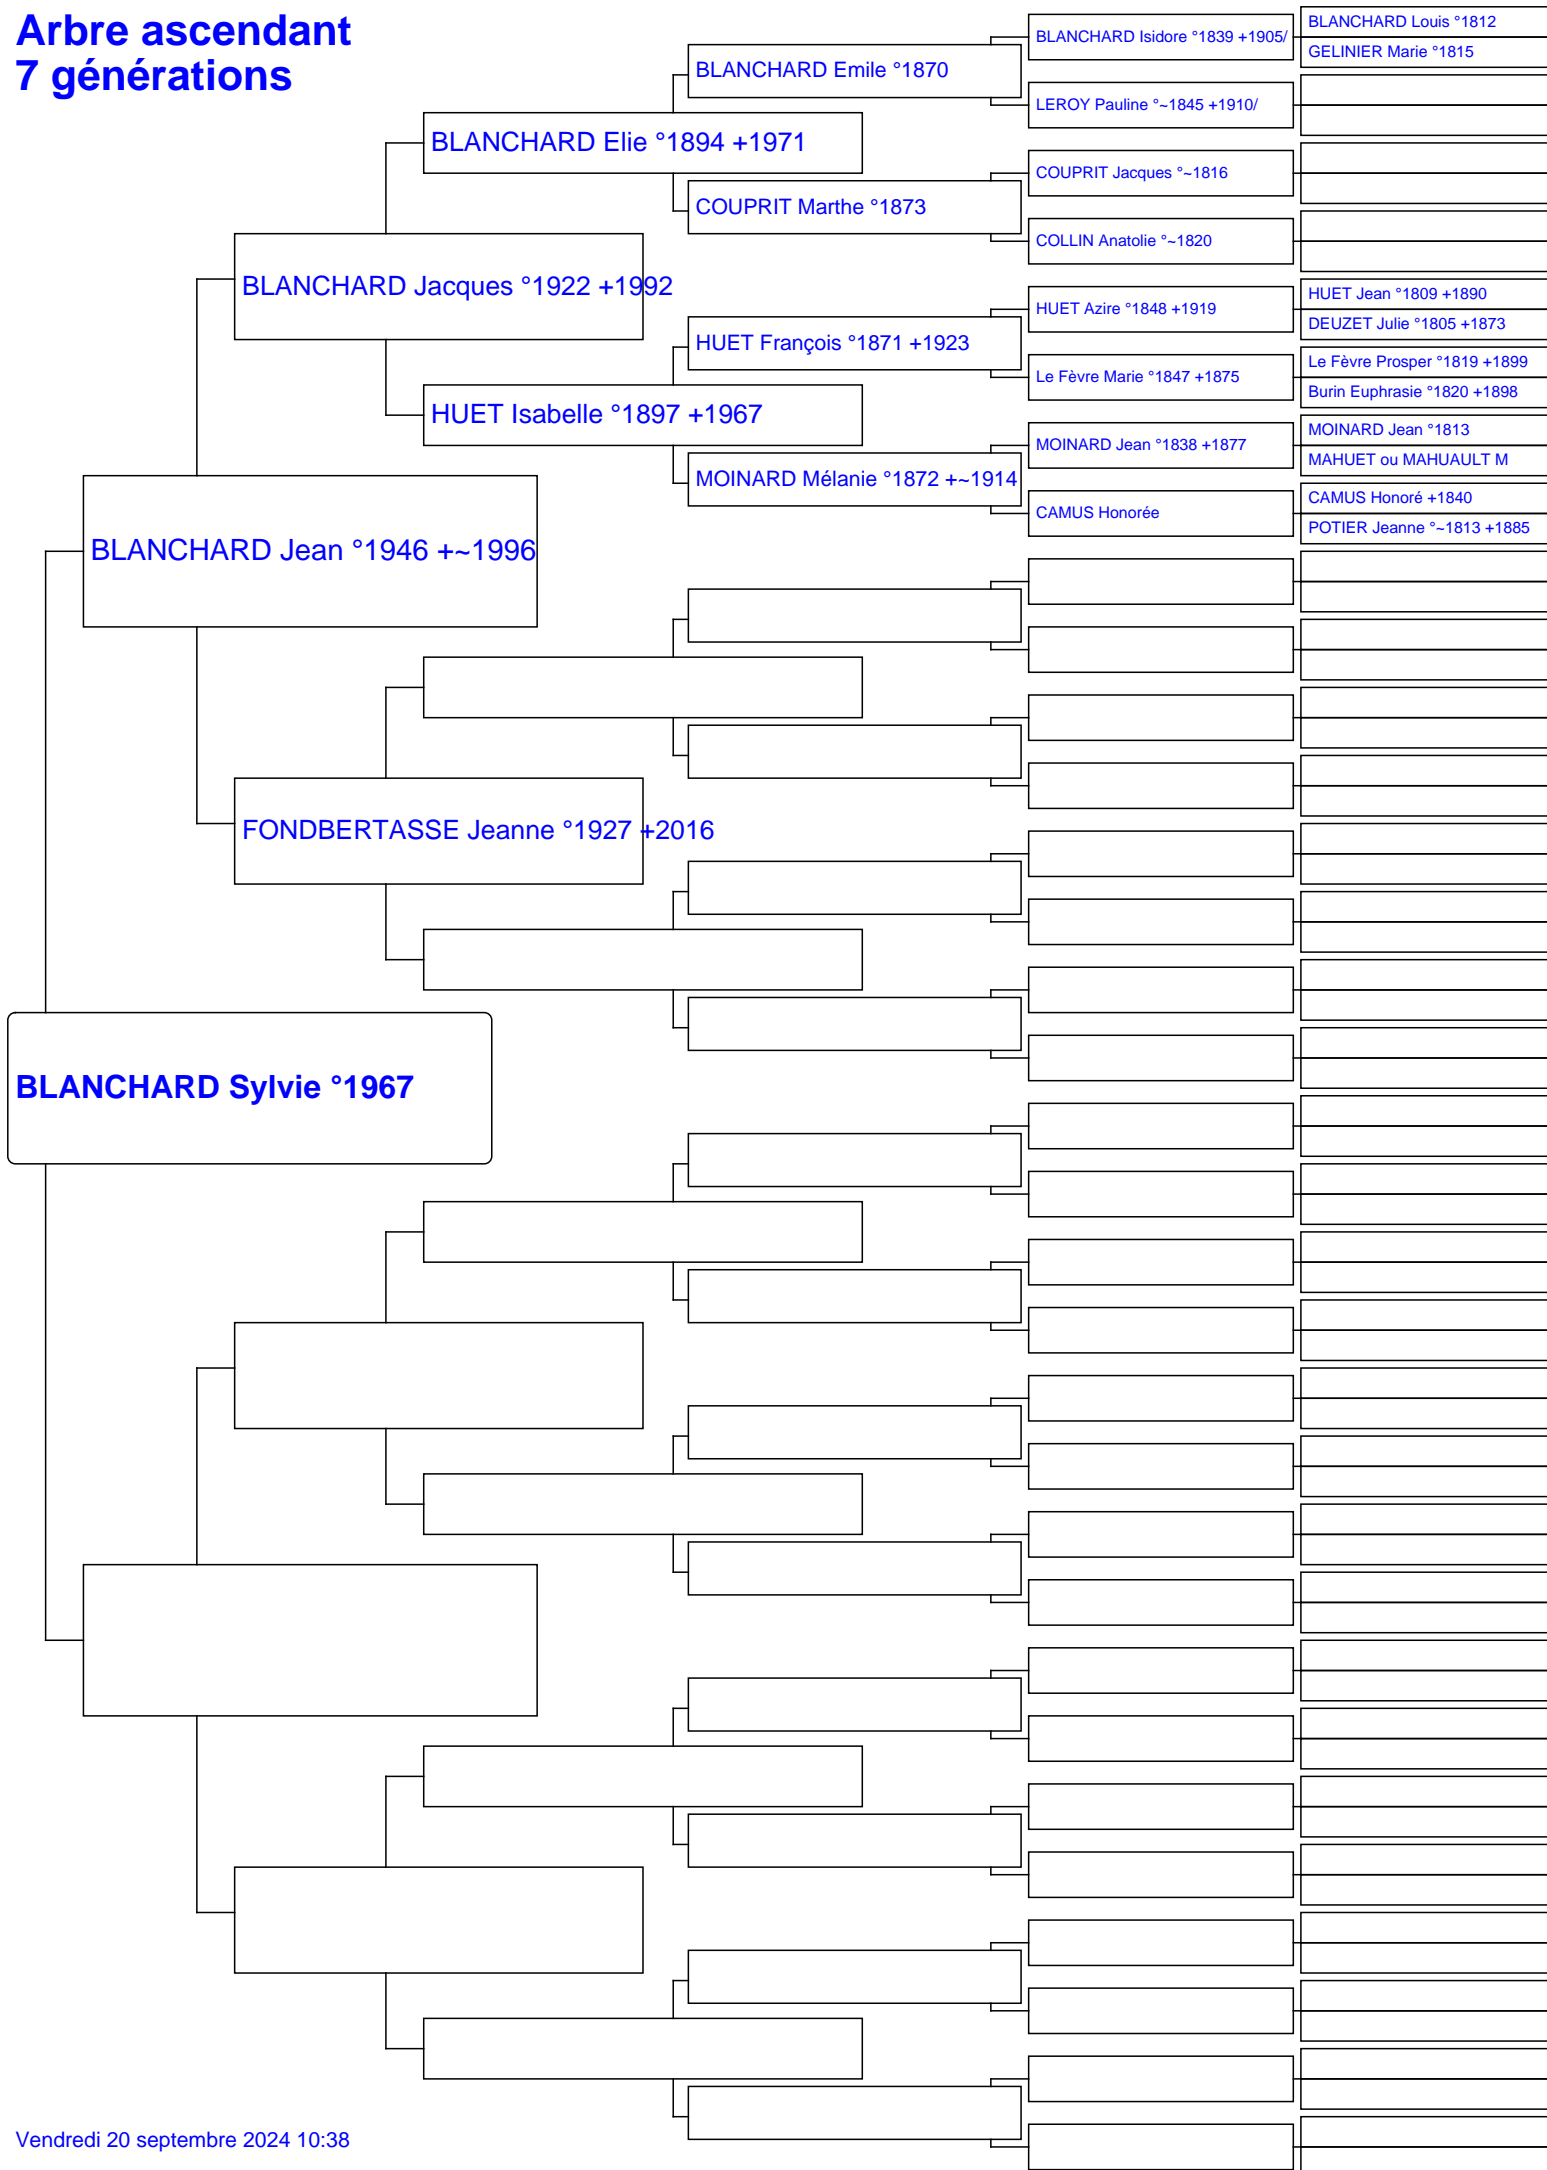 Arbre ascendant
7 générations
BLANCHARD Louis °1812
BLANCHARD Isidore °1839 +1905/
GELINIER Marie °1815
BLANCHARD Emile °1870
LEROY Pauline °~1845 +1910/
BLANCHARD Elie °1894 +1971
COUPRIT Jacques °~1816
COUPRIT Marthe °1873
COLLIN Anatolie °~1820
BLANCHARD Jacques °1922 +1992
HUET Jean °1809 +1890
HUET Azire °1848 +1919
DEUZET Julie °1805 +1873
HUET François °1871 +1923
Le Fèvre Prosper °1819 +1899
Le Fèvre Marie °1847 +1875
Burin Euphrasie °1820 +1898
HUET Isabelle °1897 +1967
MOINARD Jean °1813
MOINARD Jean °1838 +1877
MAHUET ou MAHUAULT M
MOINARD Mélanie °1872 +~1914
CAMUS Honoré +1840
CAMUS Honorée
POTIER Jeanne °~1813 +1885
BLANCHARD Jean °1946 +~1996
FONDBERTASSE Jeanne °1927 +2016
BLANCHARD Sylvie °1967
Vendredi 20 septembre 2024 10:38